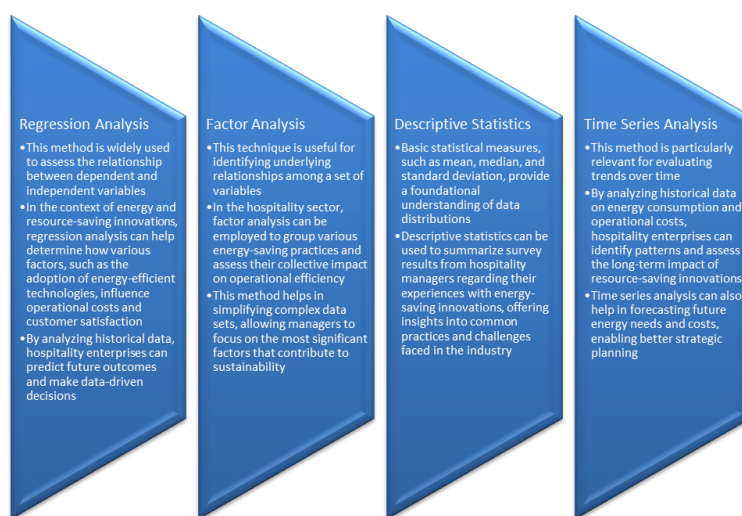 Regression Analysis
•This method is widely used
to assess the relationship
between dependent and
independent variables
•In the context of energy and
resource-saving innovations,
regression analysis can help
determine how various
factors, such as the
adoption of energy-efficient
technologies, influence
operational costs and
customer satisfaction
•By analyzing historical data,
hospitality enterprises can
predict future outcomes
and make data-driven
decisions
Factor Analysis
•This technique is useful for
identifying underlying
relationships among a set of
variables
•In the hospitality sector,
factor analysis can be
employed to group various
energy-saving practices and
assess their collective impact
on operational efficiency
•This method helps in
simplifying complex data
sets, allowing managers to
focus on the most significant
factors that contribute to
sustainability
Descriptive Statistics
•Basic statistical measures,
such as mean, median, and
standard deviation, provide
a foundational
understanding of data
distributions
•Descriptive statistics can be
used to summarize survey
results from hospitality
managers regarding their
experiences with energy-
saving innovations, offering
insights into common
practices and challenges
faced in the industry
Time Series Analysis
•This method is particularly
relevant for evaluating
trends over time
•By analyzing historical data
on energy consumption and
operational costs,
hospitality enterprises can
identify patterns and assess
the long-term impact of
resource-saving innovations
•Time series analysis can also
help in forecasting future
energy needs and costs,
enabling better strategic
planning